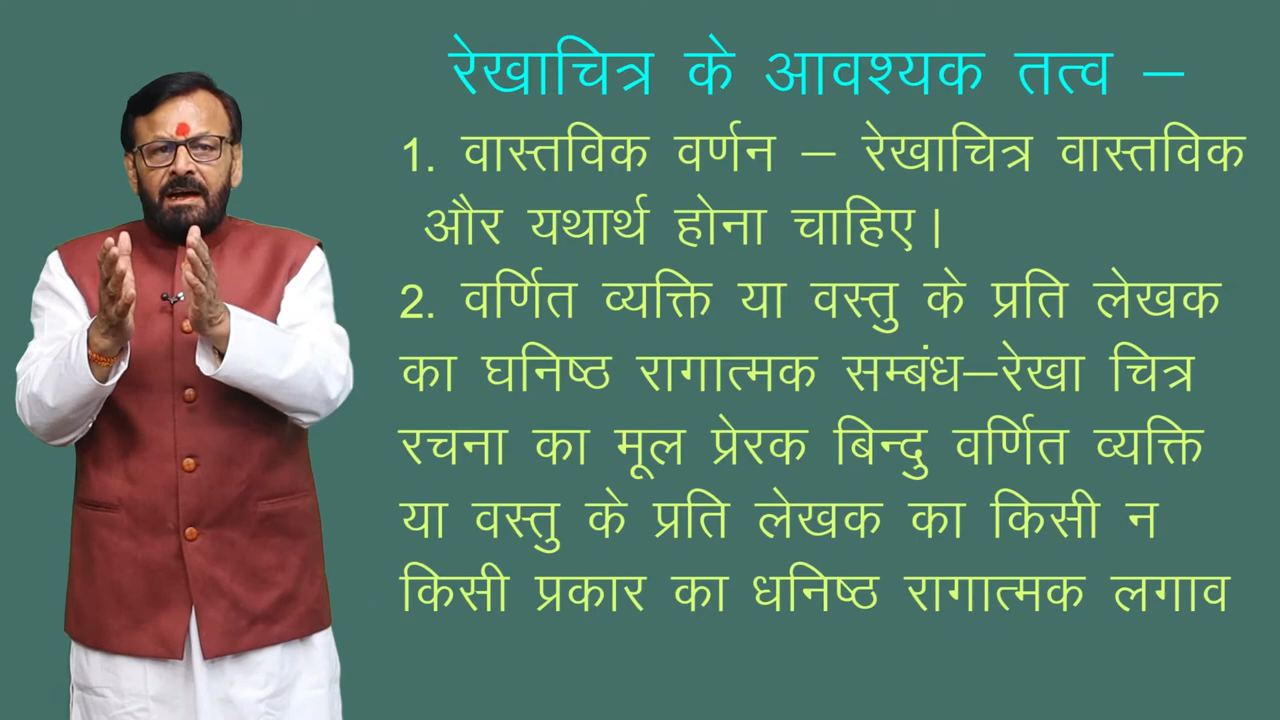 रेखाचित्र के आवश्यक तत्व –
1. वास्तविक वर्णन – रेखाचित्र वास्तविक
और यथार्थ होना चाहिए।
2. वर्णित व्यक्ति या वस्तु के प्रति लेखक
का घनिष्ठ रागात्मक सम्बंध–रेखा चित्र
रचना का मूल प्रेरक बिन्दु वर्णित व्यक्ति
या वस्तु के प्रति लेखक का किसी न
किसी प्रकार का धनिष्ठ रागात्मक लगाव